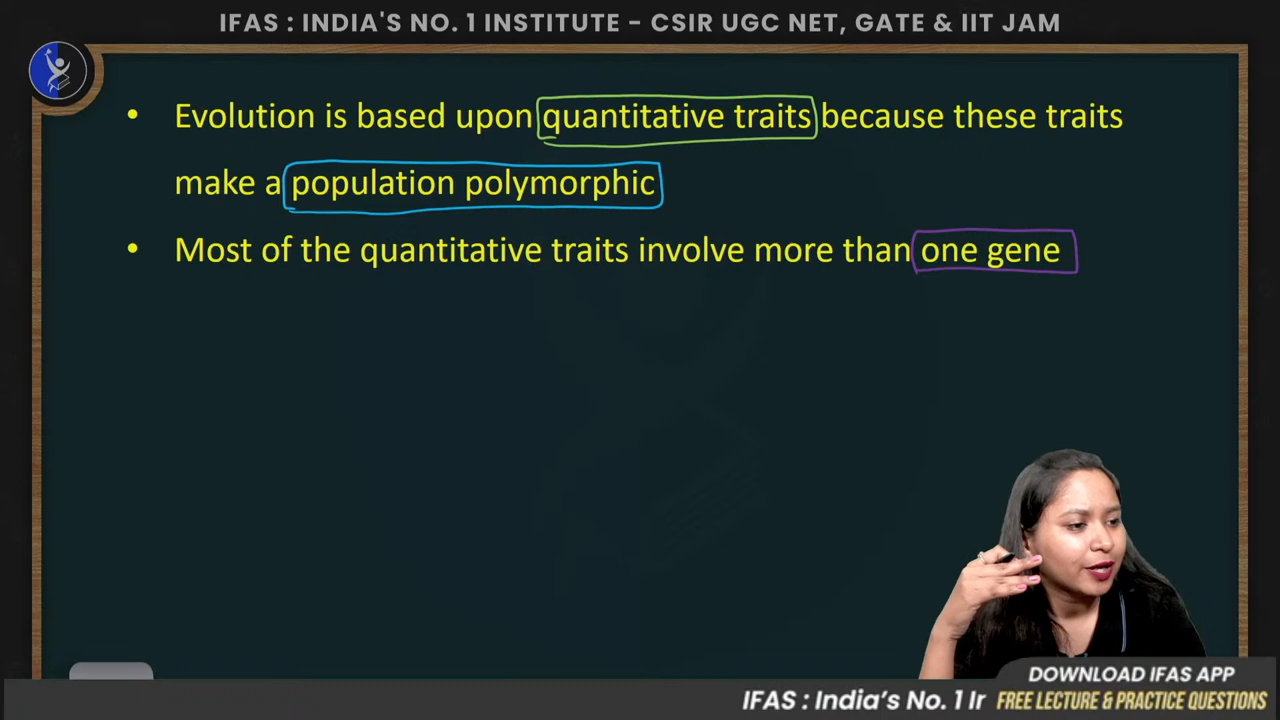 IFAS : INDIA'S NO. 1 INSTITUTE - CSIR UGC NET, GATE & IIT JAM
• Evolution is based upon quantitative traits because these traits
make a population polymorphic
• Most of the quantitative traits involve more than one gene
DOWNLOAD IFAS APP
IFAS : India's No. 1 Ir FREE LECTURE & PRACTICE QUESTIONS